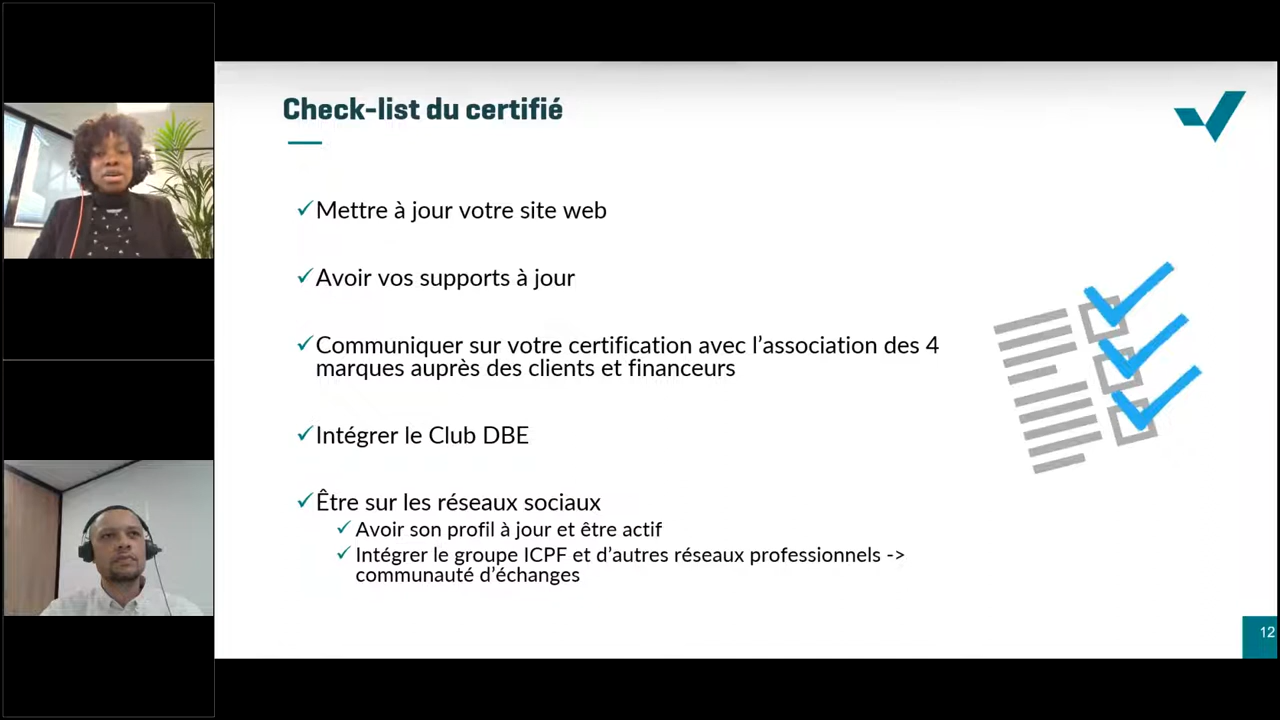 Check-list du certifié
✓Mettre à jour votre site web
✓Avoir vos supports à jour
✓Communiquer sur votre certification avec l’association des 4
marques auprès des clients et financeurs
✓Intégrer le Club DBE
✓Être sur les réseaux sociaux
✓Avoir son profil à jour et être actif
✓Intégrer le groupe ICPF et d’autres réseaux professionnels ->
communauté d’échanges
12